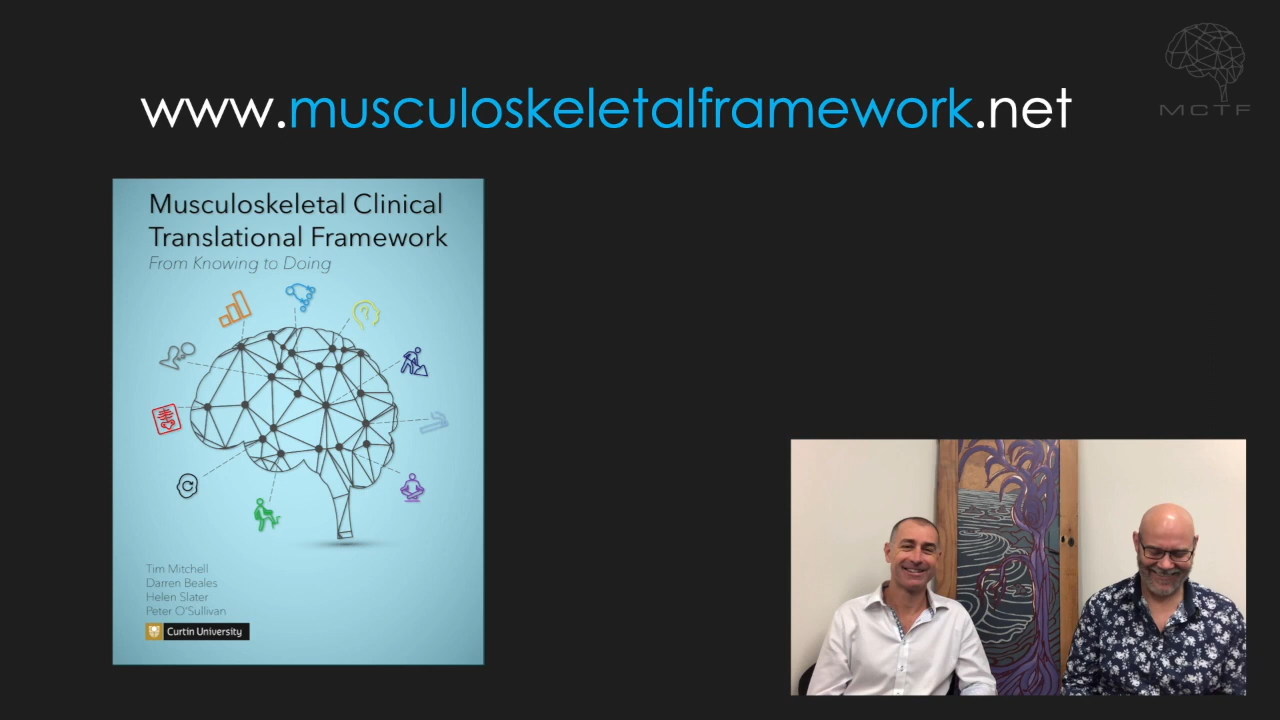 www.musculoskeletalframework.net
MCTF
Musculoskeletal Clinical
Translational Framework
From Knowing to Doing
?
Tim Mitchell
Darren Beales
Helen Slater
Peter O'Sullivan
Curtin University